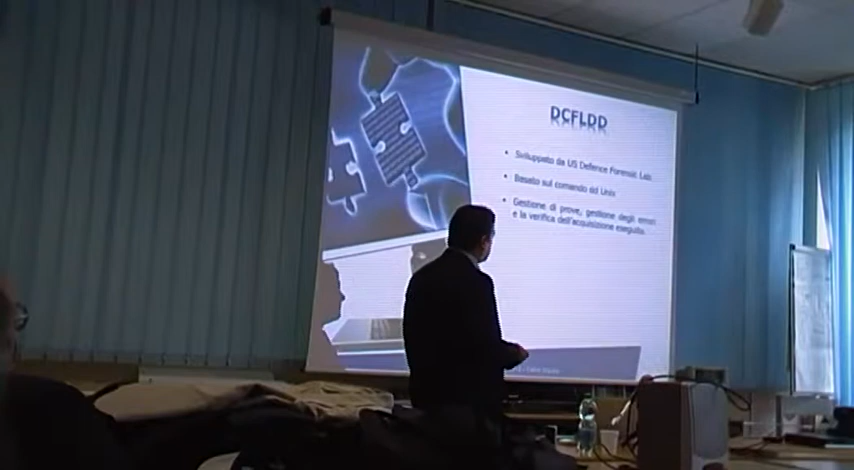 DCFLDD
• Sviluppato da US Defence Forensic Lab.
• Basato sul comando dd Unix
• Gestione di prove, gestione degli errori
e la verifica dell'acquisizione eseguita.